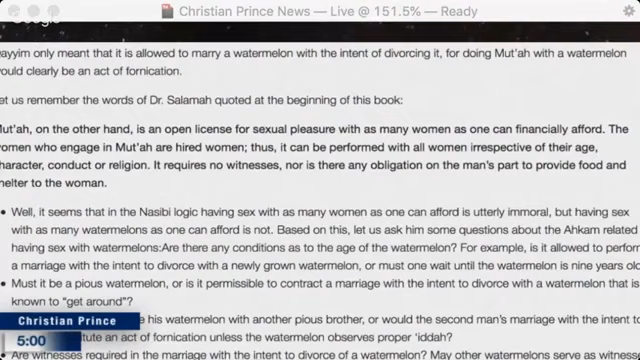 Christian Prince News — Live @ 151.5% — Ready
Google
ayyim only meant that it is allowed to marry a watermelon with the intent of divorcing it, for doing Mut'ah with a watermelon
would clearly be an act of fornication.
et us remember the words of Dr. Salamah quoted at the beginning of this book:
Mut'ah, on the other hand, is an open license for sexual pleasure with as many women as one can financially afford. The
women who engage in Mut'ah are hired women; thus, it can be performed with all women irrespective of their age,
character, conduct or religion. It requires no witnesses, nor is there any obligation on the man's part to provide food and
helter to the woman.
• Well, it seems that in the Nasibi logic having sex with as many women as one can afford is utterly immoral, but having sex
with as many watermelons as one can afford is not. Based on this, let us ask him some questions about the Ahkam related
having sex with watermelons:Are there any conditions as to the age of the watermelon? For example, is it allowed to perform
a marriage with the intent to divorce with a newly grown watermelon, or must one wait until the watermelon is nine years old
• Must it be a pious watermelon, or is it permissible to contract a marriage with the intent to divorce with a watermelon that is
known to "get around"?
he his watermelon with another pious brother, or would the second man's marriage with the intent to
tute an act of fornication unless the watermelon observes proper 'iddah?
• Are witnesses required in the marriage with the intent to divorce of a watermelon? May other watermelons serve as witness
Christian Prince
5:00